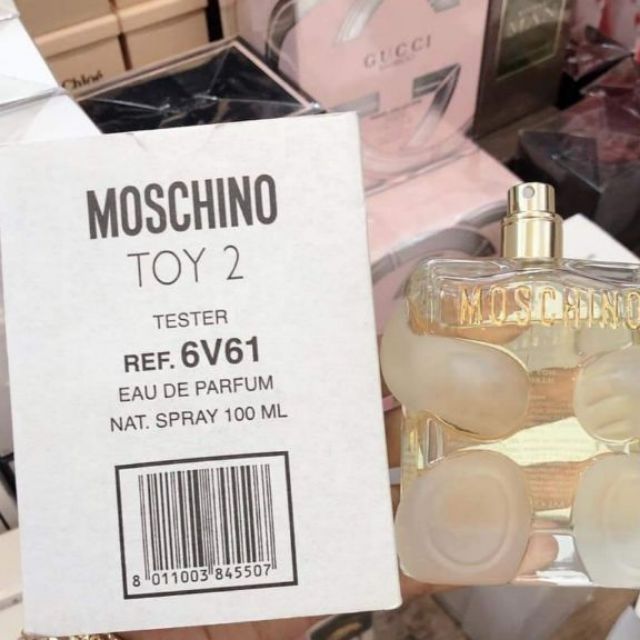 Chloé
GUCCI
MOSCHINO
TOY 2
TESTER
REF. 6V61
EAU DE PARFUM
NAT. SPRAY 100 ML
8 011003 845507
MOSCHINO